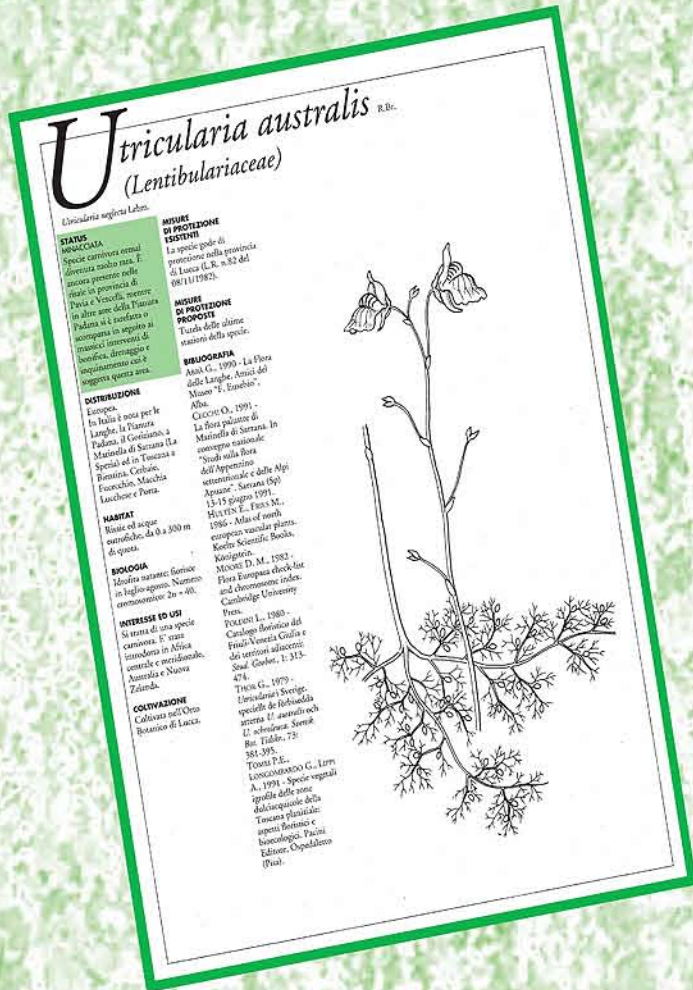 Utricularia australis R.Br.
(Lentibulariaceae)
Utricularia neglecta Lehm.
STATUS
MINACCIATA
Specie carnivora ormai
divenuta molto rara. È
ancora presente nelle
risaie in provincia di
Pavia e Vercelli, mentre
in altre aree della Pianura
Padana si è rarefatta o
scomparsa in seguito ai
massicci interventi di
bonifica, drenaggio e
inquinamento cui è
soggetta questa area.
DISTRIBUZIONE
Europea.
In Italia è nota per le
Langhe, la Pianura
Padana, il Goriziano, a
Marinella di Sarzana (La
Spezia) ed in Toscana a
Bientina, Cerbaie,
Fucecchio, Macchia
Lucchese e Porta.
HABITAT
Risaie ed acque
eutrofiche, da 0 a 300 m
di quota.
BIOLOGIA
Idrofita natante; fiorisce
in luglio-agosto. Numero
cromosomico: 2n = 40.
INTERESSE ED USI
Si tratta di una specie
carnivora. E' stata
introdotta in Africa
centrale e meridionale,
Australia e Nuova
Zelanda.
COLTIVAZIONE
Coltivata nell'Orto
Botanico di Lucca.
MISURE
DI PROTEZIONE
ESISTENTI
La specie gode di
protezione nella provincia
di Lucca (L.R. n.82 del
08/11/1982).
MISURE
DI PROTEZIONE
PROPOSTE
Tutela delle ultime
stazioni della specie.
BIBLIOGRAFIA
ABBÀ G., 1990 - La Flora
delle Langhe. Amici del
Museo "F. Eusebio",
Alba.
CECCHI O., 1991 -
La flora palustre di
Marinella di Sarzana. In
convegno nazionale
"Studi sulla flora
dell'Appennino
settentrionale e delle Alpi
Apuane". Sarzana (Sp)
13-15 giugno 1991.
HULTÉN E., FRIES M.,
1986 - Atlas of north
european vascular plants.
Koeltz Scientific Books,
Königstein.
MOORE D. M., 1982 -
Flora Europaea check-list
and chromosome index.
Cambridge University
Press.
POLDINI L., 1980 -
Catalogo floristico del
Friuli-Venezia Giulia e
dei territori adiacenti.
Stud. Geobot., 1: 313-
474.
THOR G., 1979 -
Utricularia i Sverige,
speciellt de förbisedda
arterna U. australis och
U. ochroleuca. Svensk
Bot. Tidskr., 73:
381-395.
TOMEI P.E.,
LONGOMBARDO G., LIPPI
A., 1991 - Specie vegetali
igrofile delle zone
dulciacquicole della
Toscana planiziale:
aspetti floristici e
bioecologici. Pacini
Editore, Ospedaletto
(Pisa).